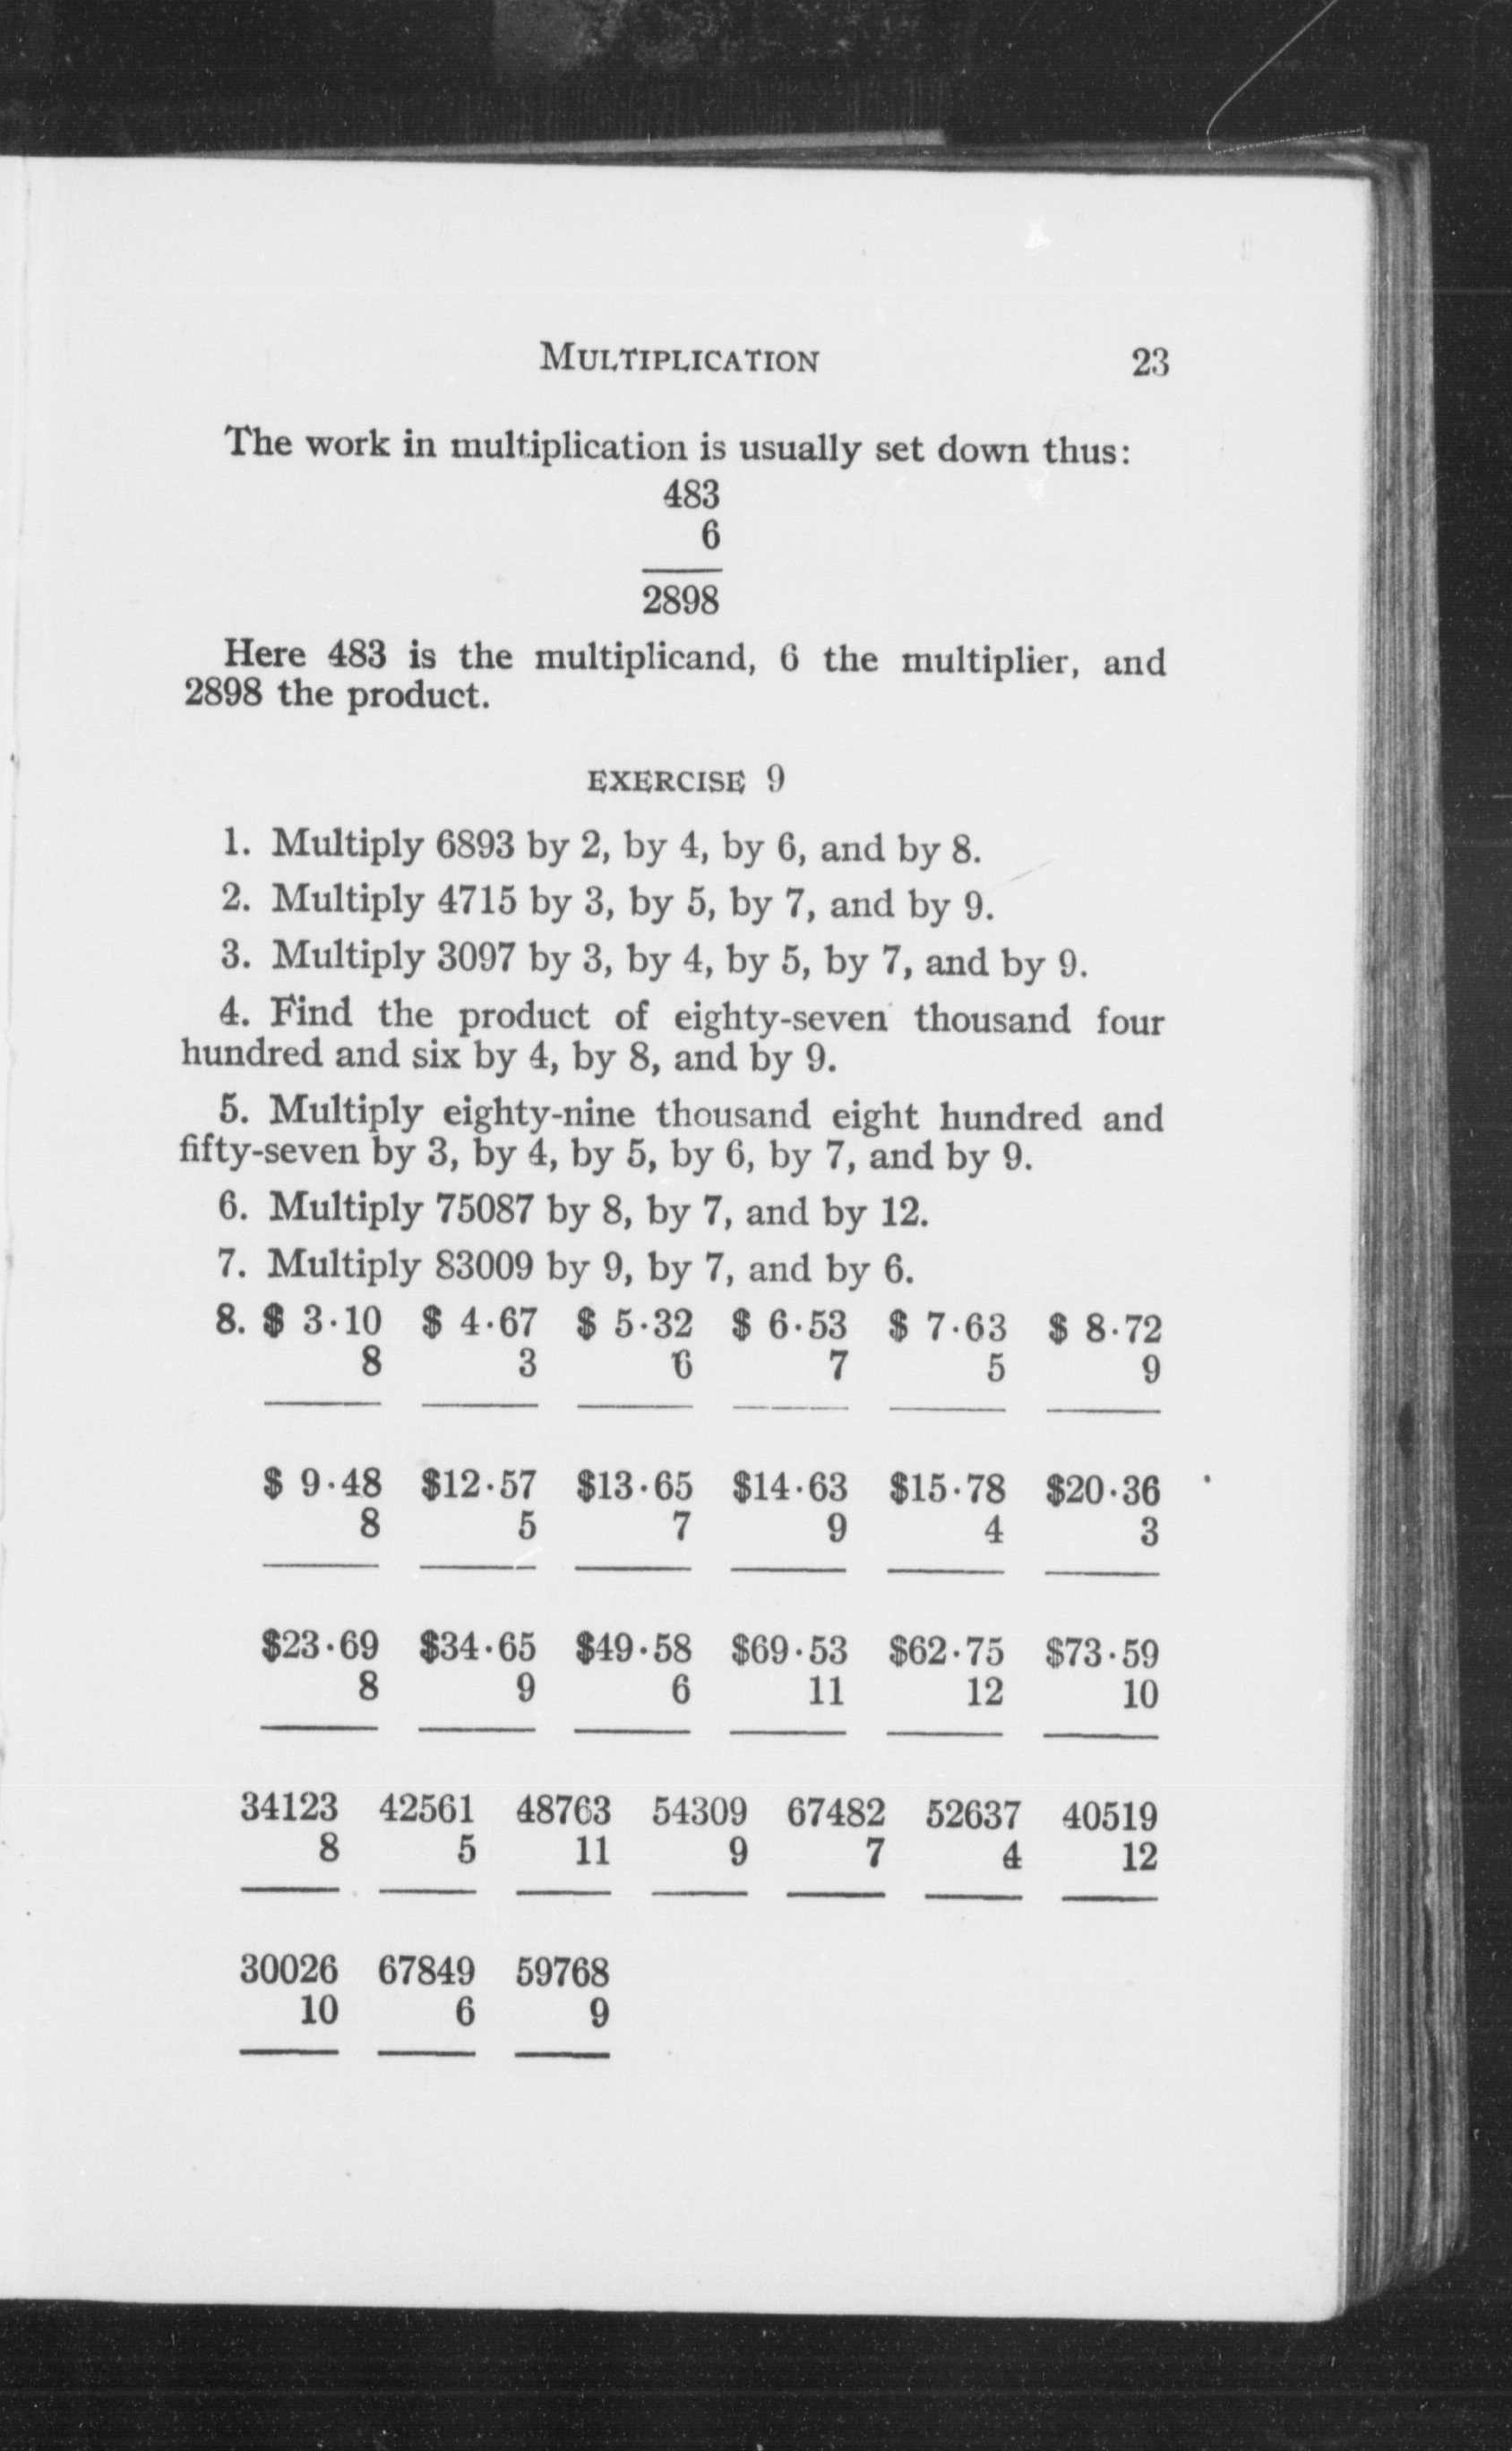 MULTIPLICATION 23
The work in multiplication is usually set down thus:
483
6
2898
Here 483 is the multiplicand, 6 the multiplier, and
2898 the product.
EXERCISE 9
1. Multiply 6893 by 2, by 4, by 6, and by 8.
2. Multiply 4715 by 3, by 5, by 7, and by 9.
3. Multiply 3097 by 3, by 4, by 5, by 7, and by 9.
4. Find the product of eighty-seven thousand four
hundred and six by 4, by 8, and by 9.
5. Multiply eighty-nine thousand eight hundred and
fifty-seven by 3, by 4, by 5, by 6, by 7, and by 9.
6. Multiply 75087 by 8, by 7, and by 12.
7. Multiply 83009 by 9, by 7, and by 6.
8. $ 3·10 $ 4·67 $ 5·32 $ 6·53 $ 7·63 $ 8·72
8 3 6 7 5 9
$ 9·48 $12·57 $13·65 $14·63 $15·78 $20·36
8 5 7 9 4 3
$23·69 $34·65 $49·58 $69·53 $62·75 $73·59
8 9 6 11 12 10
34123 42561 48763 54309 67482 52637 40519
8 5 11 9 7 4 12
30026 67849 59768
10 6 9